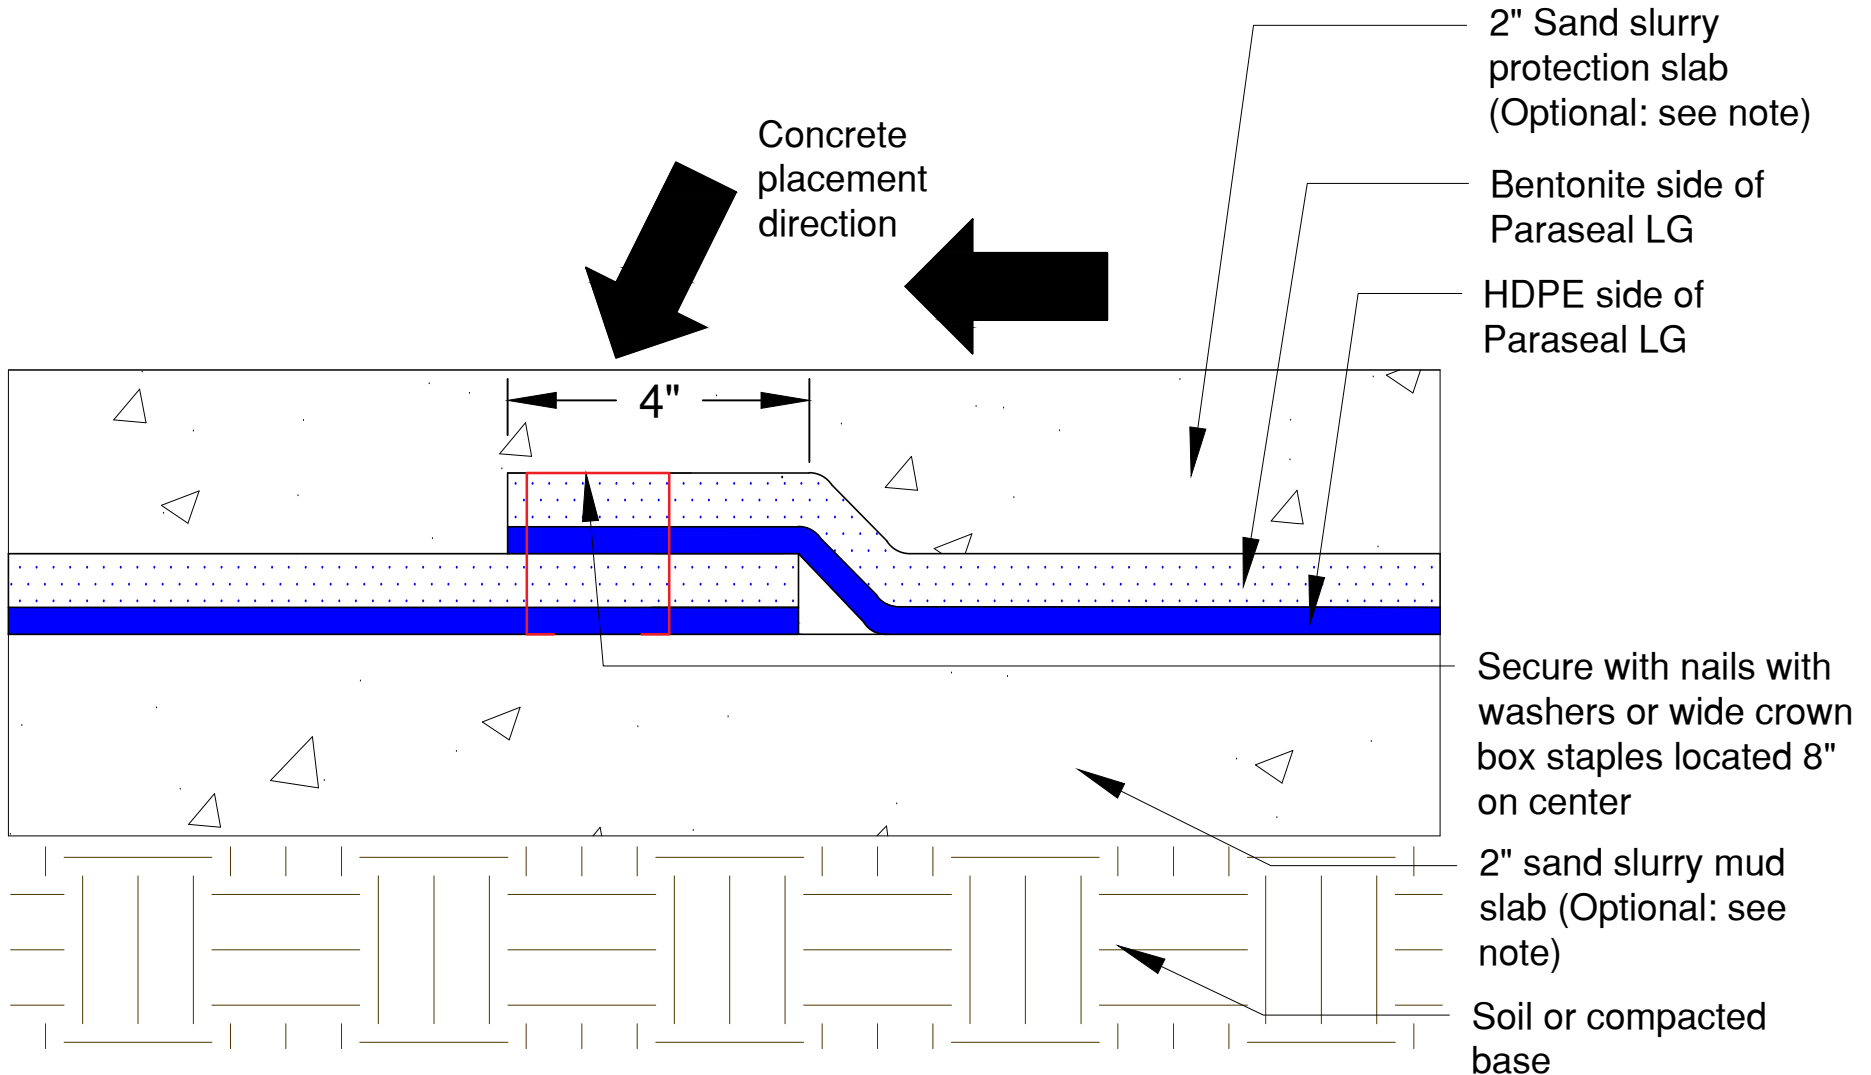 2" Sand slurry
protection slab
(Optional: see note)
Concrete
placement
direction
Bentonite side of
Paraseal LG
HDPE side of
Paraseal LG
4"
Secure with nails with
washers or wide crown
box staples located 8"
on center
2" sand slurry mud
slab (Optional: see
note)
Soil or compacted
base